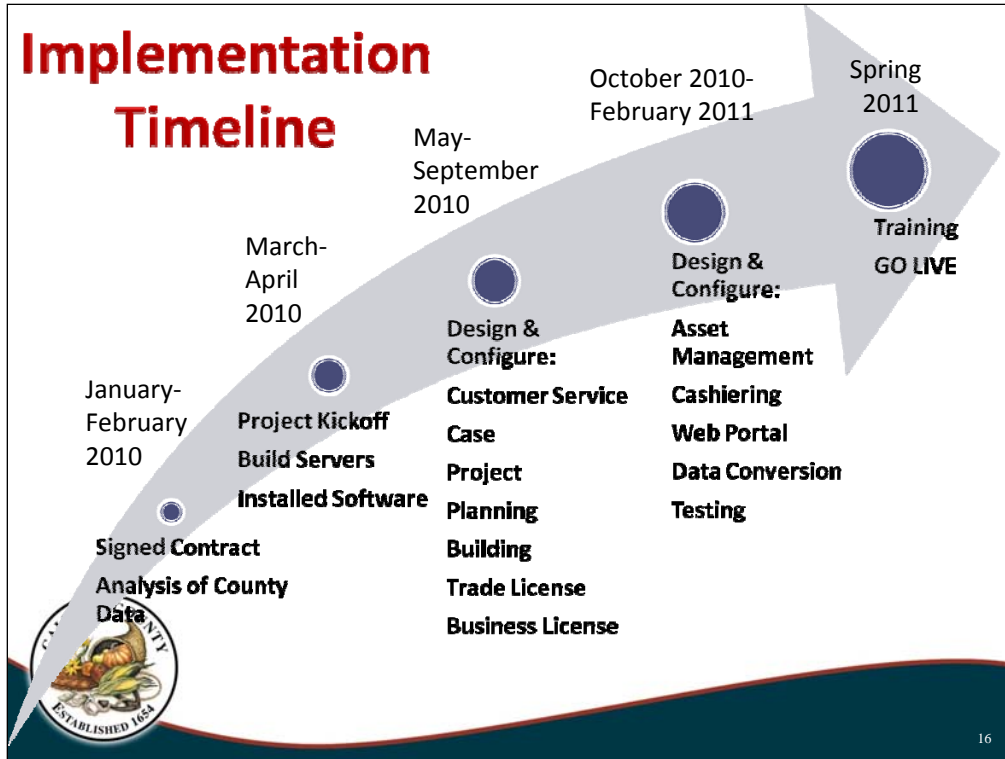 Implementation
Timeline
January-
February
2010
Signed Contract
Analysis of County
Data
March-
April
2010
Project Kickoff
Build Servers
Installed Software
May-
September
2010
Design &
Configure:
Customer Service
Case
Project
Planning
Building
Trade License
Business License
October 2010-
February 2011
Design &
Configure:
Asset
Management
Cashiering
Web Portal
Data Conversion
Testing
Spring
2011
Training
GO LIVE
ESTABLISHED 1654
16